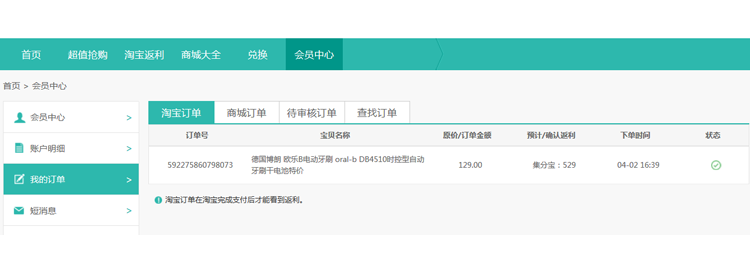 首页 超值抢购 淘宝返利 商城大全 兑换 会员中心
首页 > 会员中心
会员中心 >
账户明细 >
我的订单 >
短消息 >
淘宝订单 商城订单 待审核订单 查找订单
订单号 宝贝名称 原价/订单金额 预计/确认返利 下单时间 状态
592275860798073 德国博朗 欧乐B电动牙刷 oral-b DB4510时控型自动
牙刷干电池特价 129.00 集分宝：529 04-02 16:39
淘宝订单在淘宝完成支付后才能看到返利。